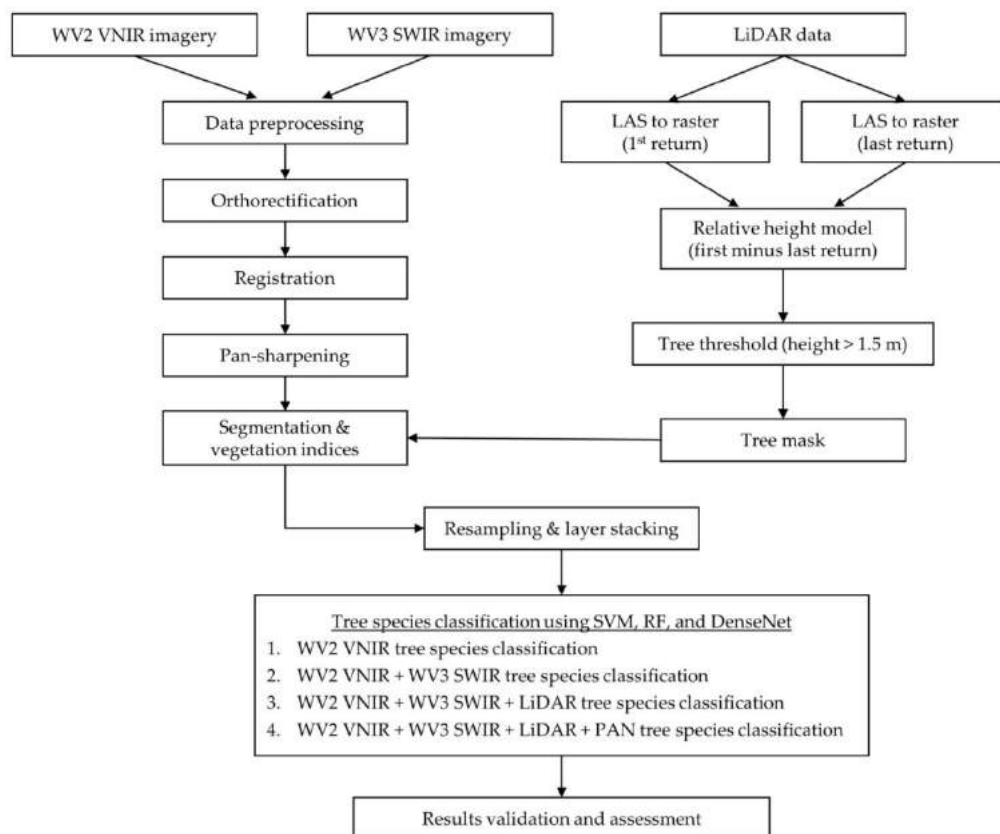 WV2 VNIR imagery
WV3 SWIR imagery
LiDAR data
Data preprocessing
LAS to raster
(1st return)
LAS to raster
(last return)
Orthorectification
Relative height model
(first minus last return)
Registration
Pan-sharpening
Tree threshold (height > 1.5 m)
Segmentation &
vegetation indices
Tree mask
Resampling & layer stacking
Tree species classification using SVM, RF, and DenseNet
1. WV2 VNIR tree species classification
2. WV2 VNIR + WV3 SWIR tree species classification
3. WV2 VNIR + WV3 SWIR + LiDAR tree species classification
4. WV2 VNIR + WV3 SWIR + LiDAR + PAN tree species classification
Results validation and assessment